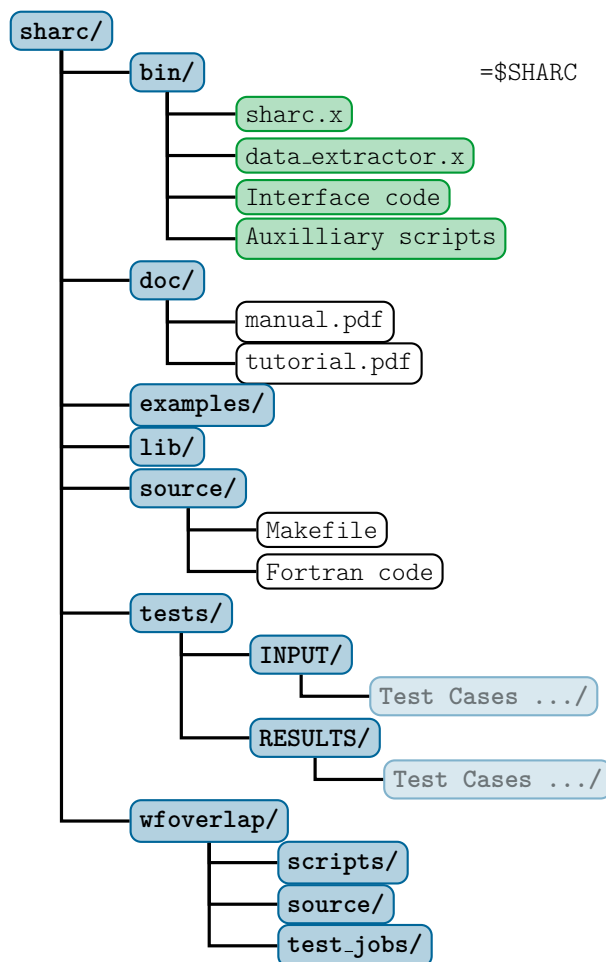 sharc/
bin/ =$SHARC
sharc.x
data_extractor.x
Interface code
Auxilliary scripts
doc/
manual.pdf
tutorial.pdf
examples/
lib/
source/
Makefile
Fortran code
tests/
INPUT/
Test Cases .../
RESULTS/
Test Cases .../
wfoverlap/
scripts/
source/
test_jobs/